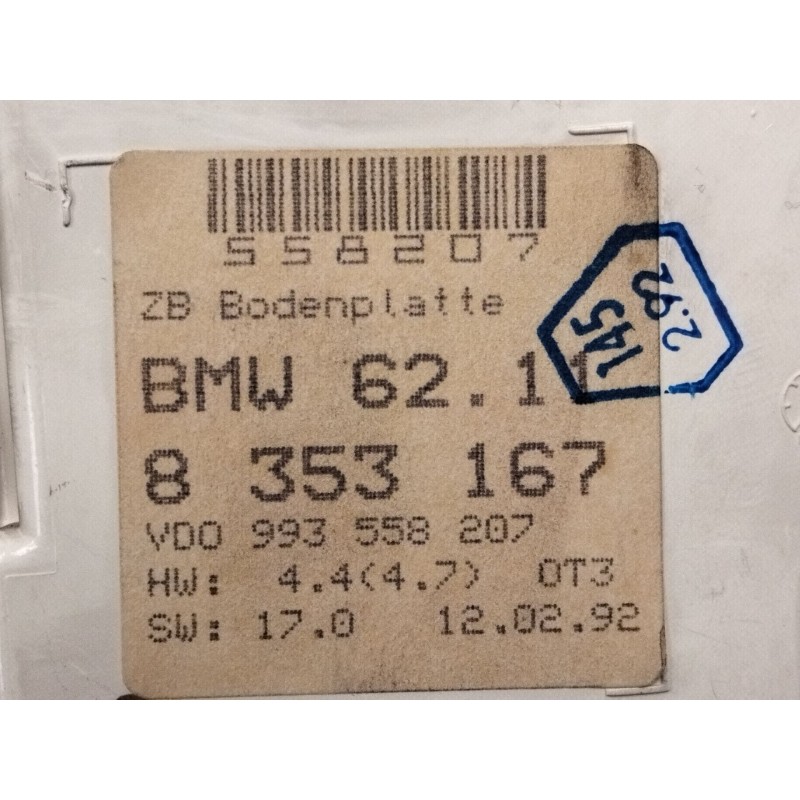 558207
ZB Bodenplatte
BMW 62.11
8 353 167
VDO 993 558 207
HW: 4.4(4.7) OT3
SW: 17.0 12.02.92
145
2.92